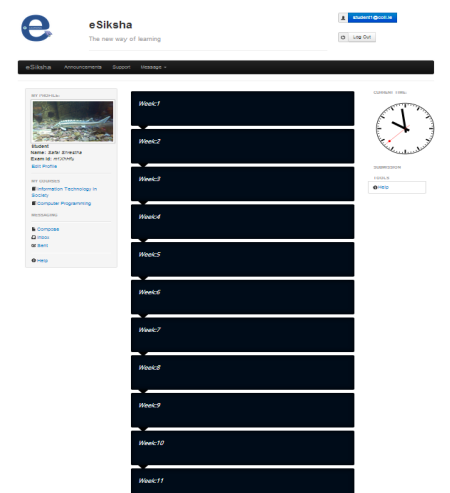 e
eSiksha
The new way of learning
Log Out
eSiksha Announcements Support Message
MY PROFILE
Student
Edit Profile
MY COURSES
Information Technology in
Society
Computer Programming
MESSAGING
Compose
Inbox
Sent
Help
Week:1
Week:2
Week:3
Week:4
Week:5
Week:6
Week:7
Week:8
Week:9
Week:10
Week:11
CURRENT TIME
SUBMISSION
TOOLS
Help